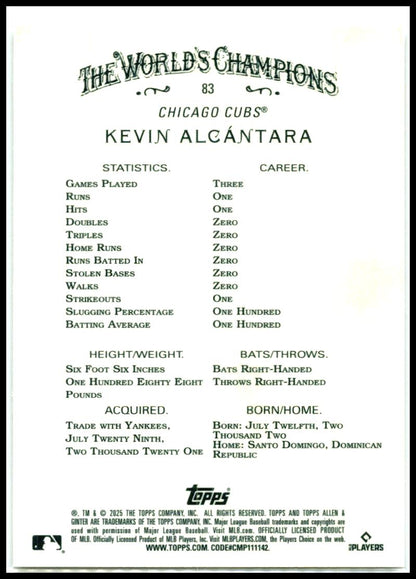 THE WORLD'S CHAMPIONS
83
CHICAGO CUBS®
KEVIN ALCÁNTARA
STATISTICS. CAREER.
GAMES PLAYED THREE
RUNS ONE
HITS ONE
DOUBLES ZERO
TRIPLES ZERO
HOME RUNS ZERO
RUNS BATTED IN ZERO
STOLEN BASES ZERO
WALKS ZERO
STRIKEOUTS ONE
SLUGGING PERCENTAGE ONE HUNDRED
BATTING AVERAGE ONE HUNDRED
HEIGHT/WEIGHT.
SIX FOOT SIX INCHES
ONE HUNDRED EIGHTY EIGHT
POUNDS
BATS/THROWS.
BATS RIGHT-HANDED
THROWS RIGHT-HANDED
ACQUIRED.
TRADE WITH YANKEES,
JULY TWENTY NINTH,
TWO THOUSAND TWENTY ONE
BORN/HOME.
BORN: JULY TWELFTH, TWO
THOUSAND TWO
HOME: SANTO DOMINGO, DOMINICAN
REPUBLIC
Topps
®, TM & © 2025 THE TOPPS COMPANY, INC. ALL RIGHTS RESERVED. TOPPS AND TOPPS ALLEN &
GINTER ARE TRADEMARKS OF THE TOPPS COMPANY, INC. Major League Baseball trademarks and copyrights are
used with permission of Major League Baseball. Visit MLB.com. OFFICIALLY LICENSED PRODUCT
OF MLB. Officially Licensed Product of MLB Players, Inc. Visit MLBPLAYERS.COM, the Players Choice on the web.
WWW.TOPPS.COM. CODE#CMP111142.
PLAYERS